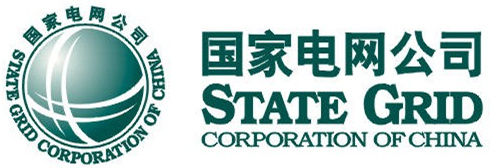 国家电网公司
STATE GRID CORPORATION OF CHINA
国家电网公司
STATE GRID
CORPORATION OF CHINA